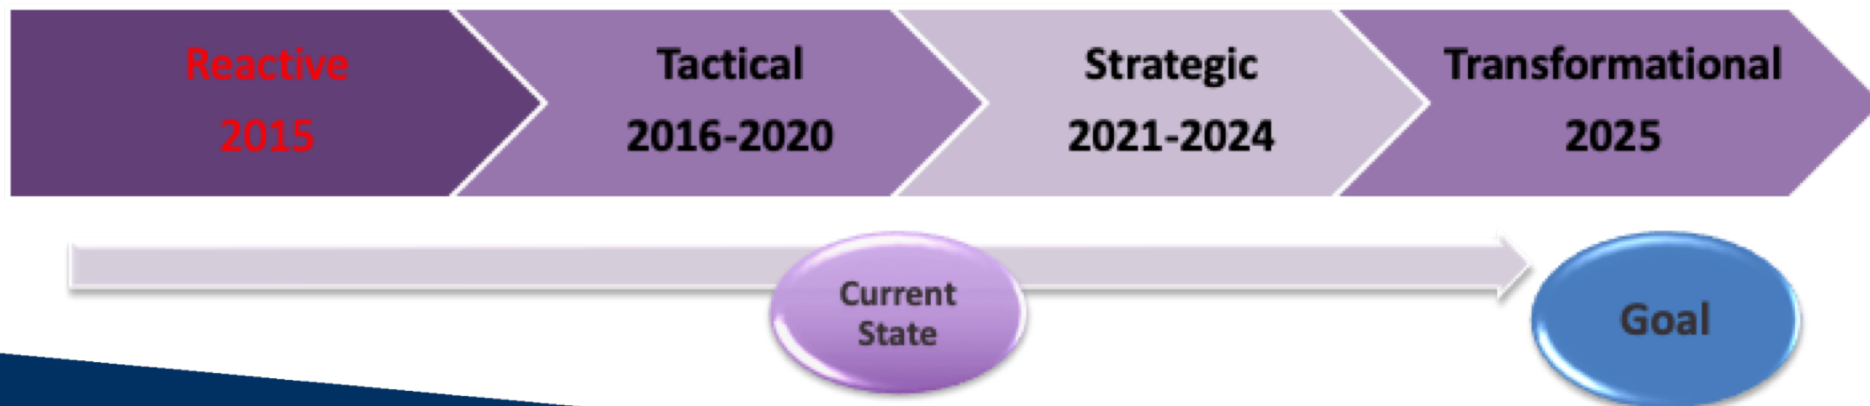 Reactive
2015
Tactical
2016-2020
Strategic
2021-2024
Transformational
2025
Current
State
Goal